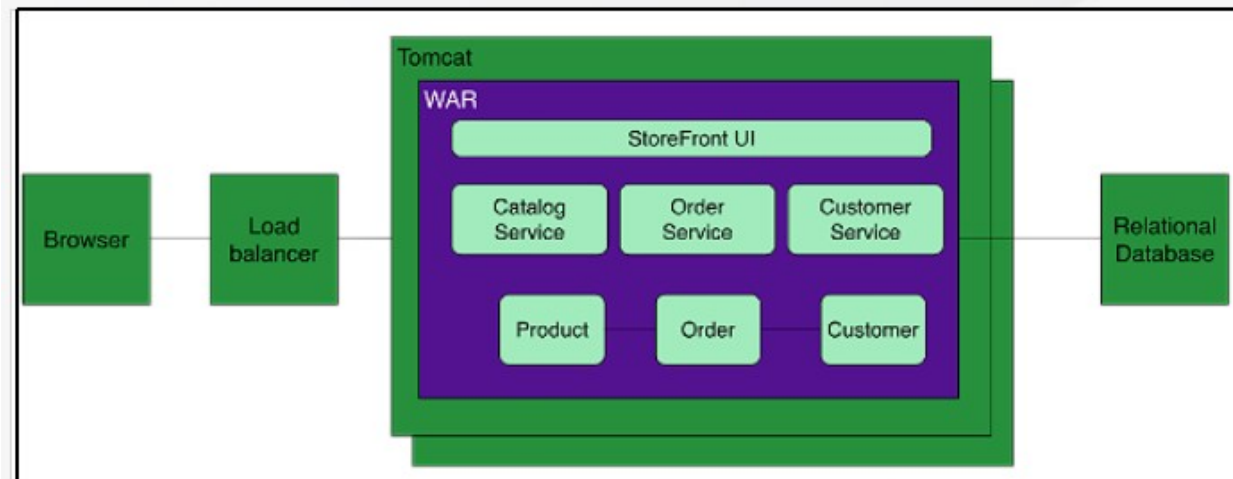 Tomcat
WAR
StoreFront UI
Catalog
Service
Order
Service
Customer
Service
Browser
Load
balancer
Relational
Database
Product
Order
Customer